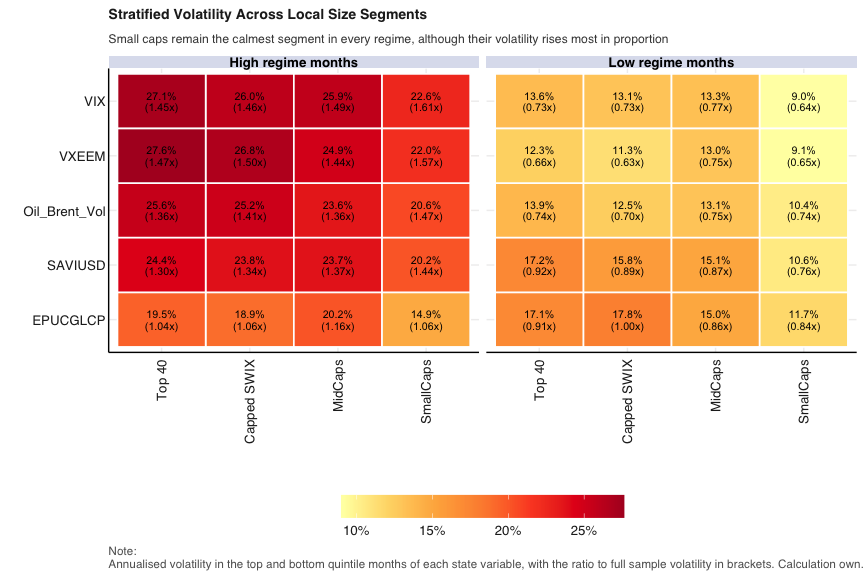 Stratified Volatility Across Local Size Segments
Small caps remain the calmest segment in every regime, although their volatility rises most in proportion
High regime months
Low regime months
VIX
27.1% 26.0% 25.9% 22.6% 13.6% 13.1% 13.3% 9.0%
(1.45x) (1.46x) (1.49x) (1.61x) (0.73x) (0.73x) (0.77x) (0.64x)
VXEEM
27.6% 26.8% 24.9% 22.0% 12.3% 11.3% 13.0% 9.1%
(1.47x) (1.50x) (1.44x) (1.57x) (0.66x) (0.63x) (0.75x) (0.65x)
Oil_Brent_Vol
25.6% 25.2% 23.6% 20.6% 13.9% 12.5% 13.1% 10.4%
(1.36x) (1.41x) (1.36x) (1.47x) (0.74x) (0.70x) (0.75x) (0.74x)
SAVIUSD
24.4% 23.8% 23.7% 20.2% 17.2% 15.8% 15.1% 10.6%
(1.30x) (1.34x) (1.37x) (1.44x) (0.92x) (0.89x) (0.87x) (0.76x)
EPUCGLCP
19.5% 18.9% 20.2% 14.9% 17.1% 17.8% 15.0% 11.7%
(1.04x) (1.06x) (1.16x) (1.06x) (0.91x) (1.00x) (0.86x) (0.84x)
Top 40
Capped SWIX
MidCaps
SmallCaps
Top 40
Capped SWIX
MidCaps
SmallCaps
10% 15% 20% 25%
Note:
Annualised volatility in the top and bottom quintile months of each state variable, with the ratio to full sample volatility in brackets. Calculation own.